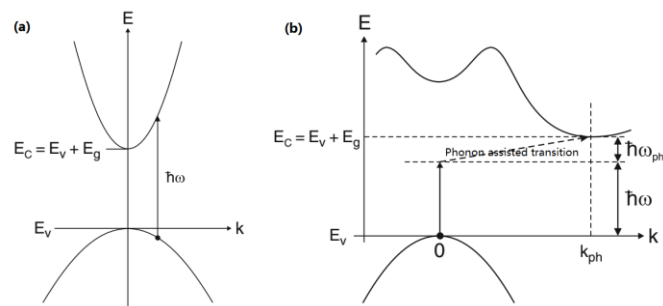 (a)
E
E_C = E_v + E_g
ħω
E_v
k
(b)
E
E_C = E_v + E_g
Phonon assisted transition
ħω_ph
ħω
E_v
0
k_ph
k